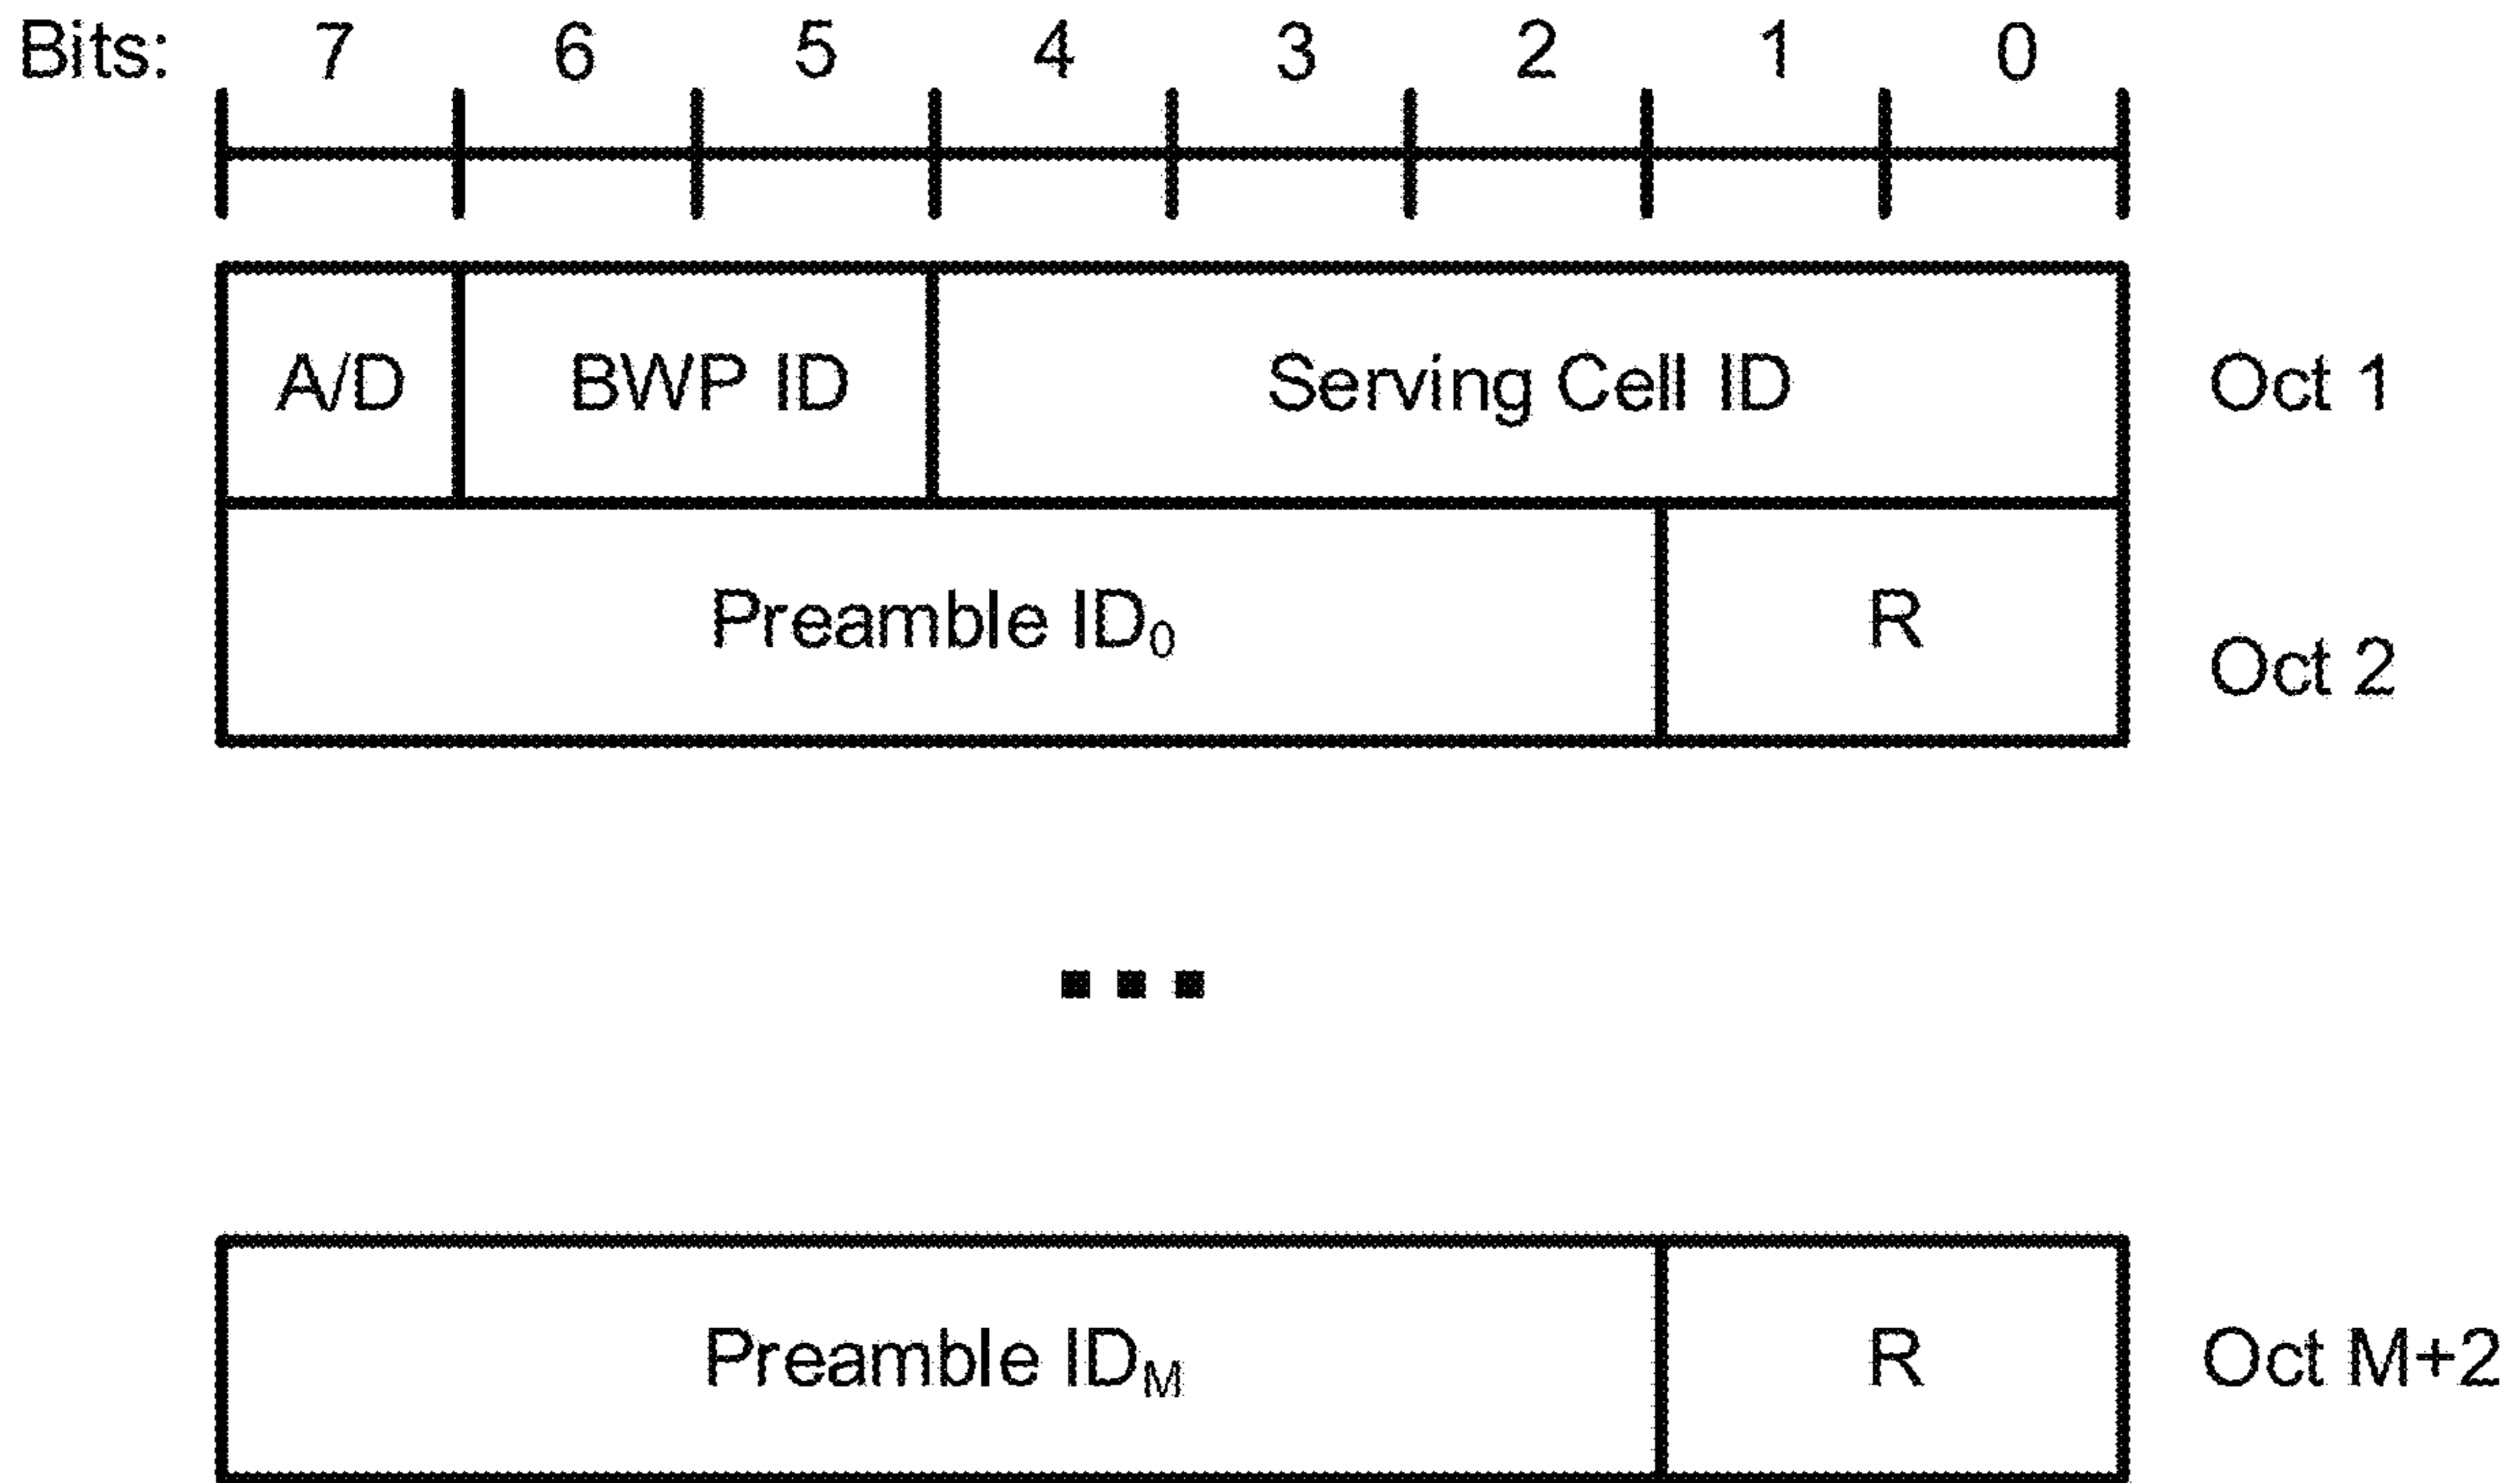 Bits: 7 6 5 4 3 2 1 0
A/D BWP ID Serving Cell ID Oct 1
Preamble ID₀ R Oct 2
Preamble ID_M R Oct M+2